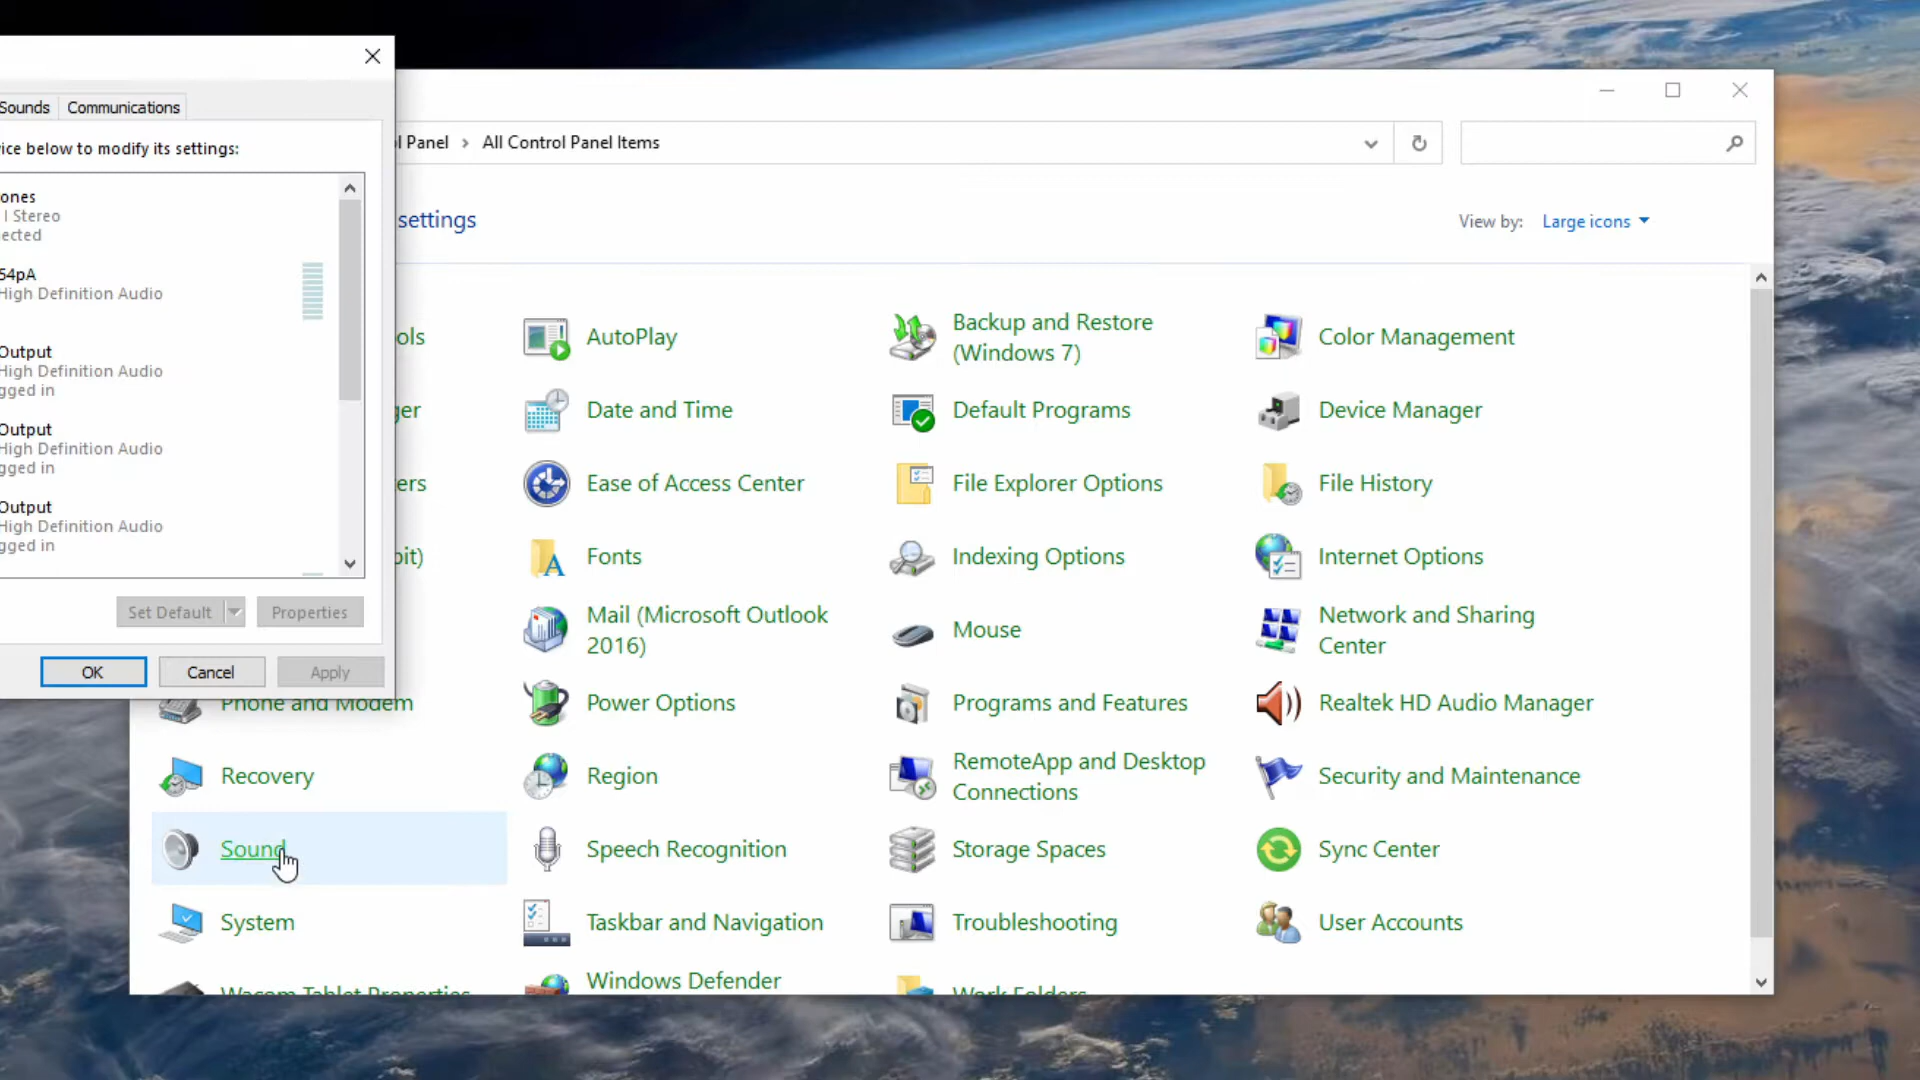 Sounds
Communications
ice below to modify its settings:
ones
| Stereo
ected
54pA
High Definition Audio
Output
High Definition Audio
gged in
Output
High Definition Audio
gged in
Output
High Definition Audio
gged in
Set Default
Properties
OK
Cancel
Apply
l Panel > All Control Panel Items
settings
View by: Large icons
ols
AutoPlay
Backup and Restore
(Windows 7)
Color Management
ger
Date and Time
Default Programs
Device Manager
ers
Ease of Access Center
File Explorer Options
File History
bit)
Fonts
Indexing Options
Internet Options
Mail (Microsoft Outlook
2016)
Mouse
Network and Sharing
Center
Phone and Modem
Power Options
Programs and Features
Realtek HD Audio Manager
Recovery
Region
RemoteApp and Desktop
Connections
Security and Maintenance
Sound
Speech Recognition
Storage Spaces
Sync Center
System
Taskbar and Navigation
Troubleshooting
User Accounts
Wacom Tablet Properties
Windows Defender
Work Folders